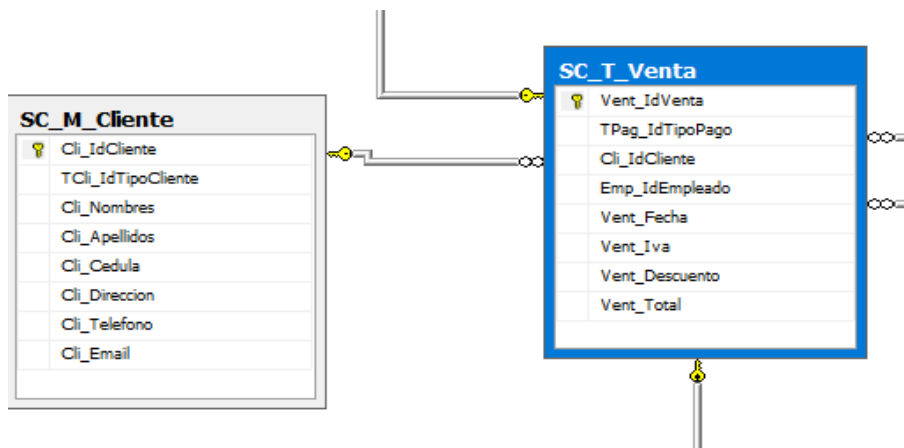 SC_M_Cliente
Cli_IdCliente
TCli_IdTipoCliente
Cli_Nombres
Cli_Apellidos
Cli_Cedula
Cli_Direccion
Cli_Telefono
Cli_Email
SC_T_Venta
Vent_IdVenta
TPag_IdTipoPago
Cli_IdCliente
Emp_IdEmpleado
Vent_Fecha
Vent_Iva
Vent_Descuento
Vent_Total